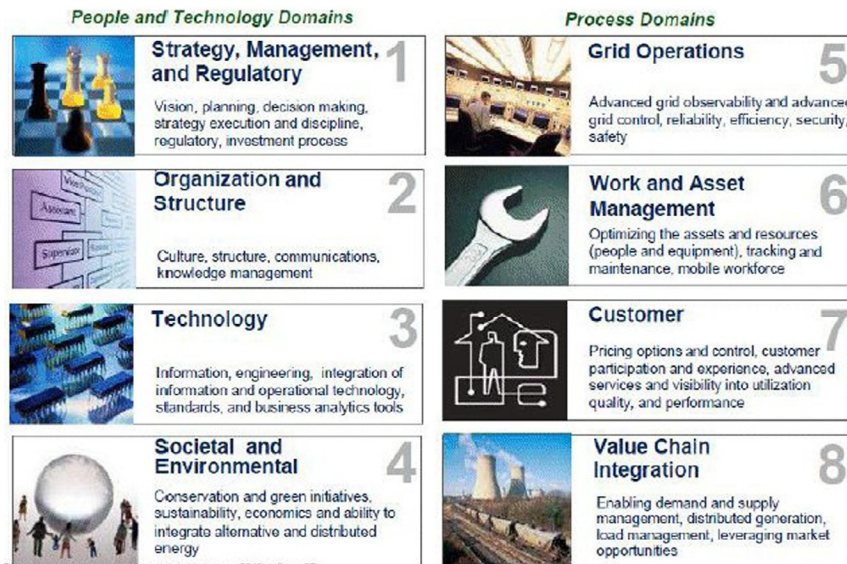 People and Technology Domains
Strategy, Management,
and Regulatory
1
Vision, planning, decision making,
strategy execution and discipline,
regulatory, investment process
Organization and
Structure
2
Assistant
Supervisor
Culture, structure, communications,
knowledge management
Technology
3
Information, engineering, integration of
information and operational technology,
standards, and business analytics tools
Societal and
Environmental
4
Conservation and green initiatives,
sustainability, economics and ability to
integrate alternative and distributed
energy
Process Domains
Grid Operations
5
Advanced grid observability and advanced
grid control, reliability, efficiency, security,
safety
Work and Asset
Management
6
Optimizing the assets and resources
(people and equipment), tracking and
maintenance, mobile workforce
Customer
7
Pricing options and control, customer
participation and experience, advanced
services and visibility into utilization
quality, and performance
Value Chain
Integration
8
Enabling demand and supply
management, distributed generation,
load management, leveraging market
opportunities